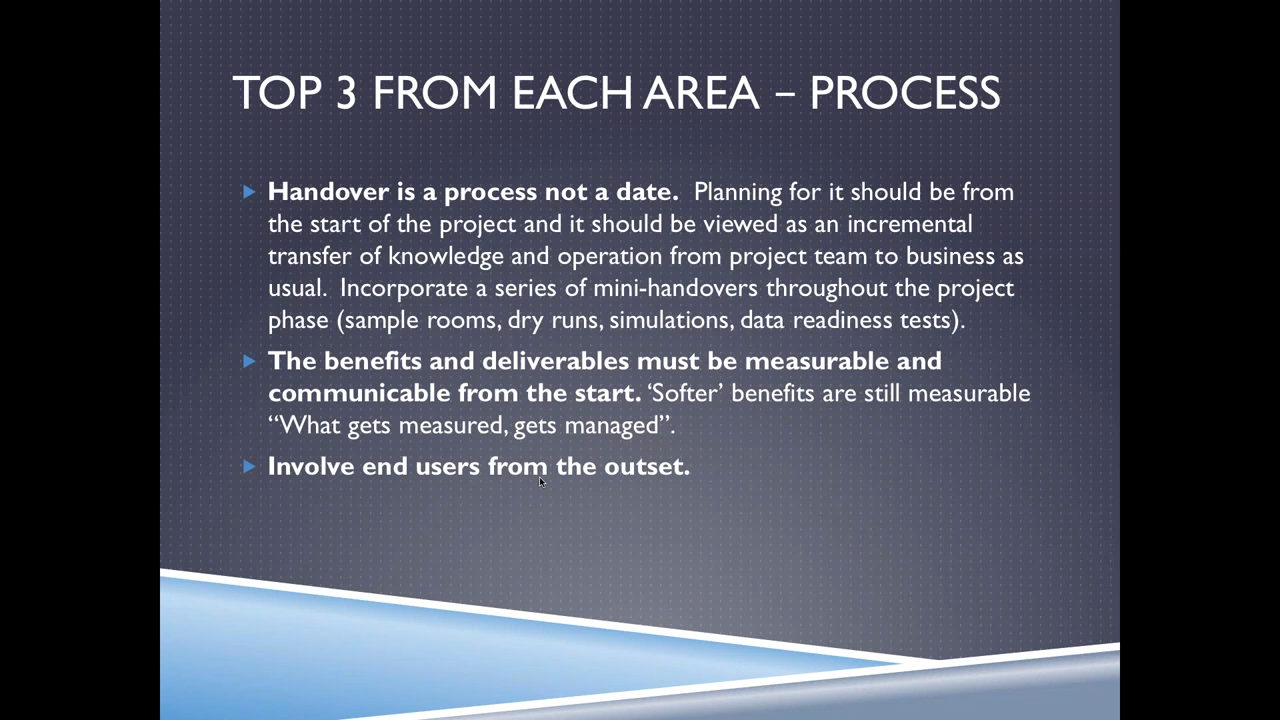 TOP 3 FROM EACH AREA – PROCESS
Handover is a process not a date.  Planning for it should be from
the start of the project and it should be viewed as an incremental
transfer of knowledge and operation from project team to business as
usual.  Incorporate a series of mini-handovers throughout the project
phase (sample rooms, dry runs, simulations, data readiness tests).
The benefits and deliverables must be measurable and
communicable from the start. ‘Softer’ benefits are still measurable
“What gets measured, gets managed”.
Involve end users from the outset.